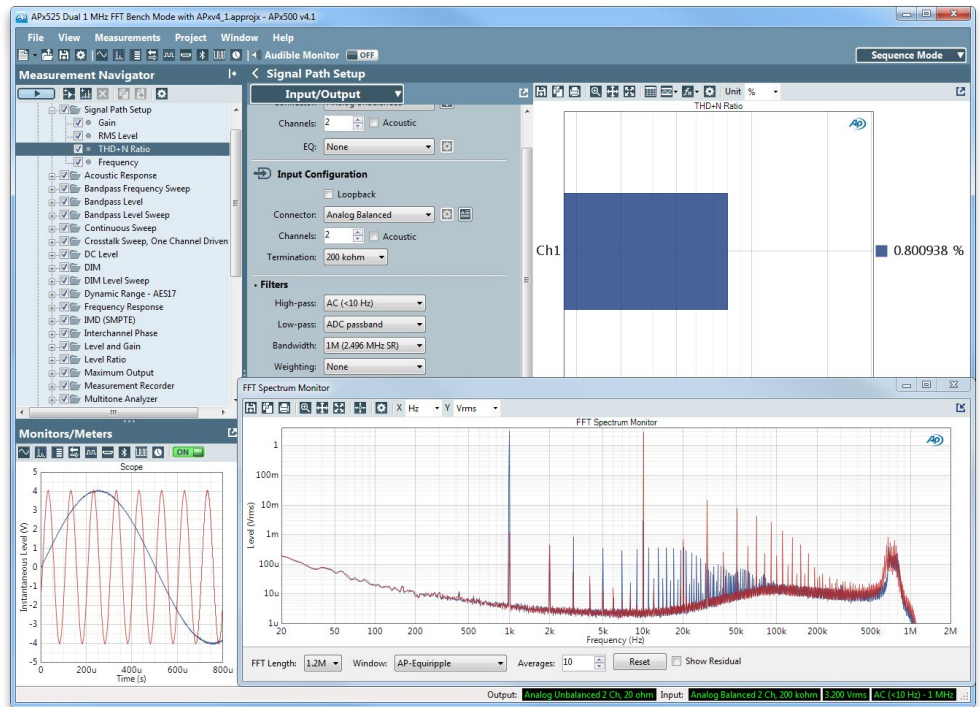 APx525 Dual 1 MHz FFT Bench Mode with APxv4_1.approjx - APx500 v4.1
File View Measurements Project Window Help
Audible Monitor OFF
Sequence Mode
Measurement Navigator
Signal Path Setup
Gain
RMS Level
THD+N Ratio
Frequency
Acoustic Response
Bandpass Frequency Sweep
Bandpass Level
Bandpass Level Sweep
Continuous Sweep
Crosstalk Sweep, One Channel Driven
DC Level
DIM
DIM Level Sweep
Dynamic Range - AES17
Frequency Response
IMD (SMPTE)
Interchannel Phase
Level and Gain
Level Ratio
Maximum Output
Measurement Recorder
Multitone Analyzer
Signal Path Setup
Input/Output
Channels: 2 Acoustic
EQ: None
Input Configuration
Loopback
Connector: Analog Balanced
Channels: 2 Acoustic
Termination: 200 kohm
Filters
High-pass: AC (<10 Hz)
Low-pass: ADC passband
Bandwidth: 1M (2.496 MHz SR)
Weighting: None
Unit %
THD+N Ratio
AP
Ch1
0.800938 %
Monitors/Meters
ON
Scope
Instantaneous Level (V)
5
4
3
2
1
0
-1
-2
-3
-4
-5
0 200u 400u 600u 800u
Time (s)
FFT Spectrum Monitor
X Hz Y Vrms
FFT Spectrum Monitor
AP
Level (Vrms)
1
100m
10m
1m
100u
10u
1u
20 50 100 200 500 1k 2k 5k 10k 20k 50k 100k 200k 500k 1M 2M
Frequency (Hz)
FFT Length: 1.2M Window: AP-Equiripple Averages: 10 Reset Show Residual
Output: Analog Unbalanced 2 Ch, 20 ohm Input: Analog Balanced 2 Ch, 200 kohm 3.200 Vrms AC (<10 Hz) - 1 MHz